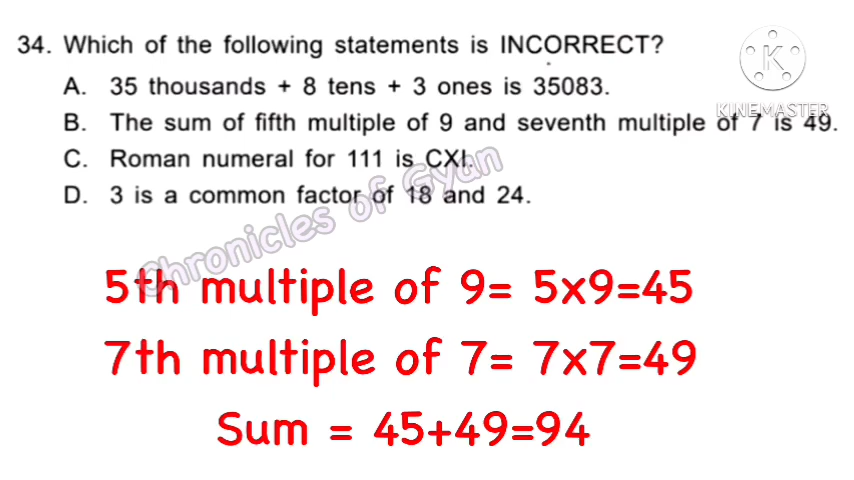 34. Which of the following statements is INCORRECT?
K
KINEMASTER
A. 35 thousands + 8 tens + 3 ones is 35083.
B. The sum of fifth multiple of 9 and seventh multiple of 7 is 49.
C. Roman numeral for 111 is CXI.
D. 3 is a common factor of 18 and 24.
Chronicles of Gyan
5th multiple of 9= 5x9=45
7th multiple of 7= 7x7=49
Sum = 45+49=94